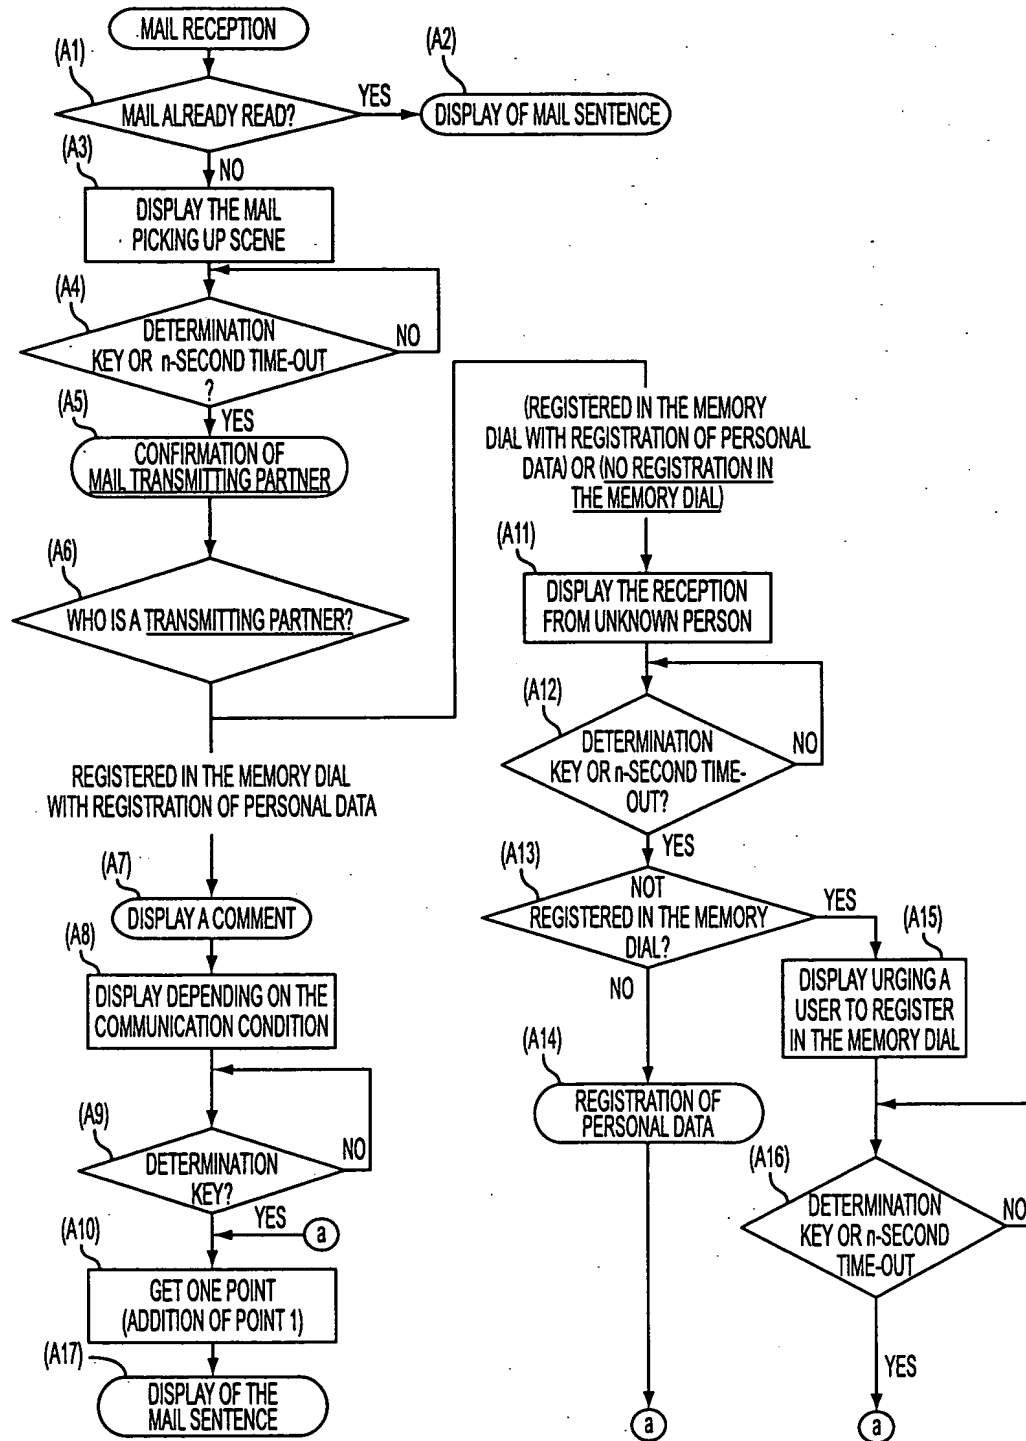 MAIL RECEPTION
(A1)
MAIL ALREADY READ?
YES
(A2)
DISPLAY OF MAIL SENTENCE
NO
(A3)
DISPLAY THE MAIL
PICKING UP SCENE
(A4)
DETERMINATION
KEY OR n-SECOND TIME-OUT
?
NO
YES
(A5)
CONFIRMATION OF
MAIL TRANSMITTING PARTNER
(A6)
WHO IS A TRANSMITTING PARTNER?
REGISTERED IN THE MEMORY DIAL
WITH REGISTRATION OF PERSONAL DATA
(A7)
DISPLAY A COMMENT
(A8)
DISPLAY DEPENDING ON THE
COMMUNICATION CONDITION
(A9)
DETERMINATION
KEY?
NO
YES
a
(A10)
GET ONE POINT
(ADDITION OF POINT 1)
(A17)
DISPLAY OF THE
MAIL SENTENCE
(REGISTERED IN THE MEMORY
DIAL WITH REGISTRATION OF PERSONAL
DATA) OR (NO REGISTRATION IN
THE MEMORY DIAL)
(A11)
DISPLAY THE RECEPTION
FROM UNKNOWN PERSON
(A12)
DETERMINATION
KEY OR n-SECOND TIME-
OUT?
NO
YES
(A13)
NOT
REGISTERED IN THE MEMORY
DIAL?
YES
NO
(A14)
REGISTRATION OF
PERSONAL DATA
a
(A15)
DISPLAY URGING A
USER TO REGISTER
IN THE MEMORY DIAL
(A16)
DETERMINATION
KEY OR n-SECOND
TIME-OUT
NO
YES
a